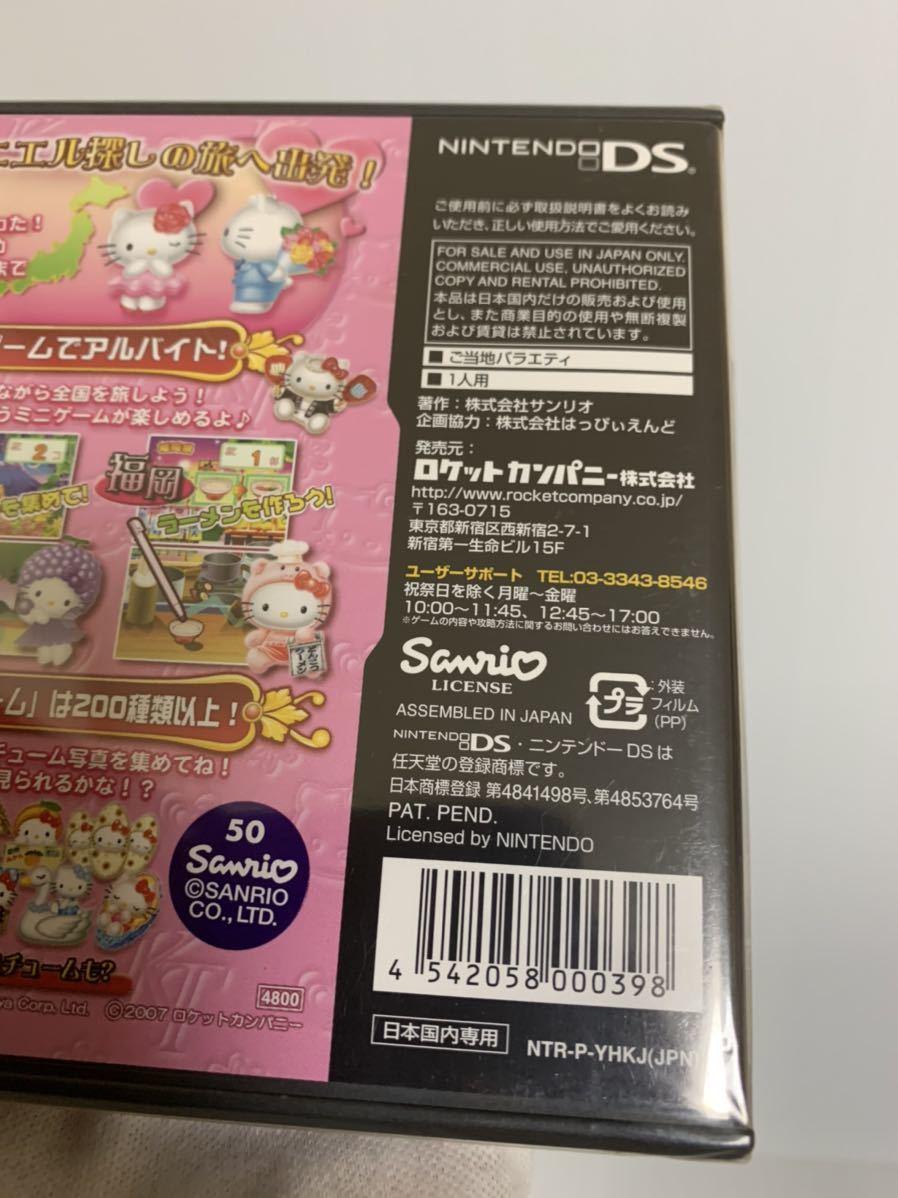 ニエル探しの旅へ出発!
った!
まで
ゲームでアルバイト!
ながら全国を旅しよう!
うミニゲームが楽しめるよ♪
2コ
を集めて!
福岡
1
ラーメンを作ろう!
とんこつ
ラーメン
ム」は200種類以上!
チューム写真を集めてね!
見られるかな!?
50
Sanrio
©SANRIO
CO., LTD.
チュームも?
4800
ya Corp. Ltd. ©2007 ロケットカンパニー
NINTENDO DS®
ご使用前に必ず取扱説明書をよくお読み
いただき、正しい使用方法でご愛用ください。
FOR SALE AND USE IN JAPAN ONLY.
COMMERCIAL USE, UNAUTHORIZED
COPY AND RENTAL PROHIBITED.
本品は日本国内だけの販売および使用
とし、また商業目的の使用や無断複製
および賃貸は禁止されています。
■ご当地バラエティ
■1人用
著作:株式会社サンリオ
企画協力:株式会社はっぴいえんど
発売元:
ロケットカンパニー株式会社
http://www.rocketcompany.co.jp/
〒163-0715
東京都新宿区西新宿2-7-1
新宿第一生命ビル15F
ユーザーサポート TEL:03-3343-8546
祝祭日を除く月曜〜金曜
10:00〜11:45、12:45〜17:00
※ゲームの内容や攻略方法に関するお問い合わせにはお答えできません。
Sanrio
LICENSE
プラ
:外装
フィルム
(PP)
ASSEMBLED IN JAPAN
NINTENDO DS・ニンテンドーDSは
任天堂の登録商標です。
日本商標登録 第4841498号、第4853764号
PAT. PEND.
Licensed by NINTENDO
4 542058 000398
日本国内専用
NTR-P-YHKJ(JPN)